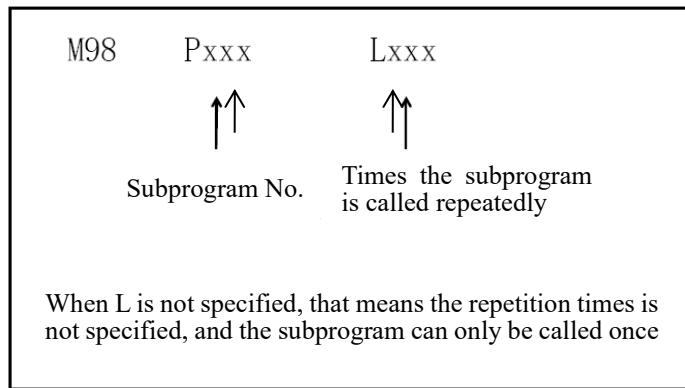 M98 Pxxx Lxxx
Subprogram No.
Times the subprogram
is called repeatedly
When L is not specified, that means the repetition times is
not specified, and the subprogram can only be called once